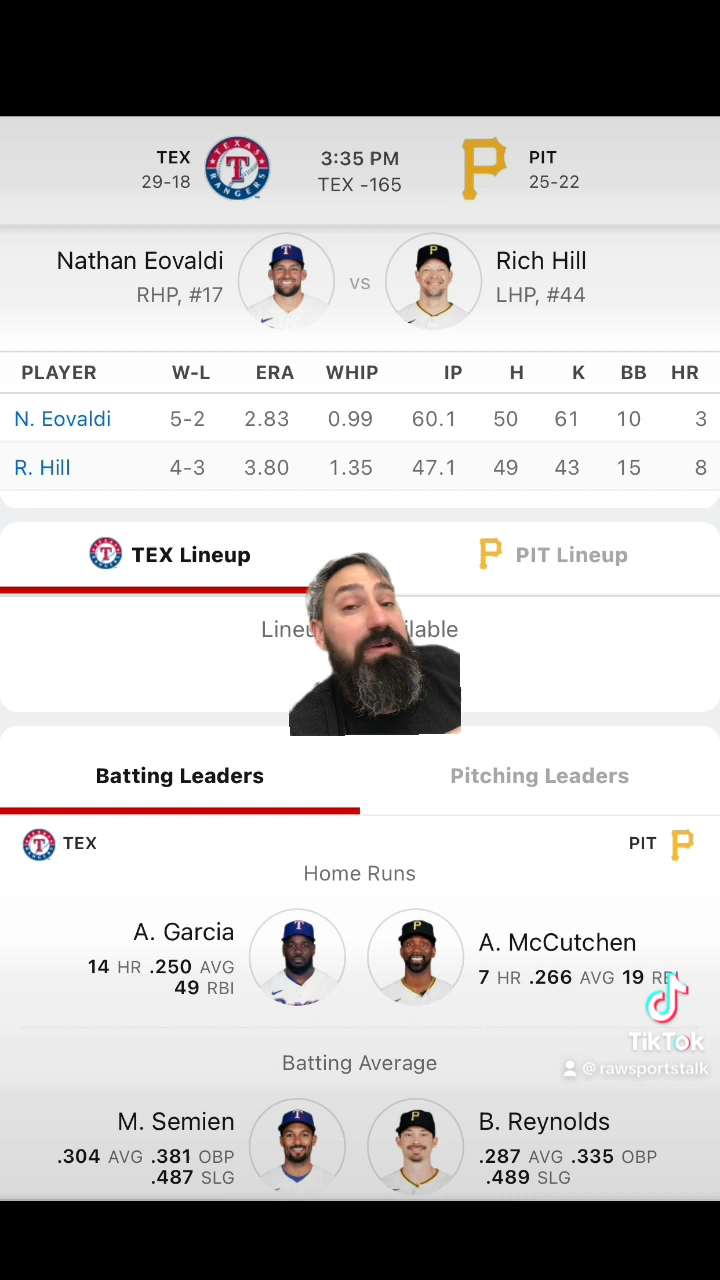 TEX
29-18
3:35 PM
TEX -165
PIT
25-22
TEXAS
RANGERS
T
P
Nathan Eovaldi
RHP, #17
vs
Rich Hill
LHP, #44
PLAYER W-L ERA WHIP IP H K BB HR
N. Eovaldi 5-2 2.83 0.99 60.1 50 61 10 3
R. Hill 4-3 3.80 1.35 47.1 49 43 15 8
TEX Lineup
PIT Lineup
Batting Leaders
Pitching Leaders
TEX
PIT
Home Runs
A. Garcia
14 HR .250 AVG
49 RBI
A. McCutchen
7 HR .266 AVG 19 RBI
TikTok
@rawsportstalk
Batting Average
M. Semien
.304 AVG .381 OBP
.487 SLG
B. Reynolds
.287 AVG .335 OBP
.489 SLG